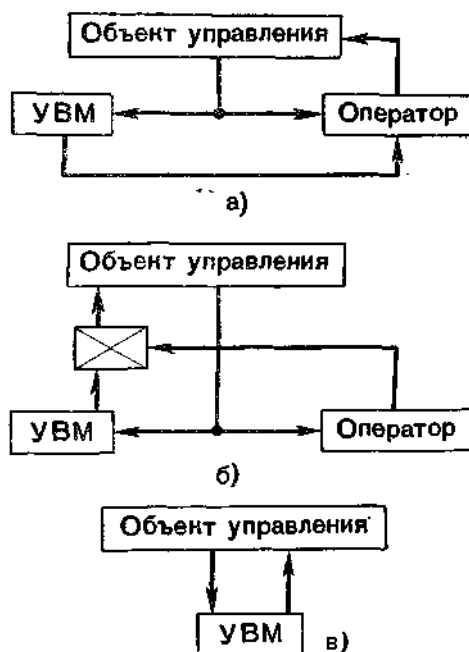 Объект управления
УВМ
Оператор
а)
Объект управления
УВМ
Оператор
б)
Объект управления
УВМ
в)